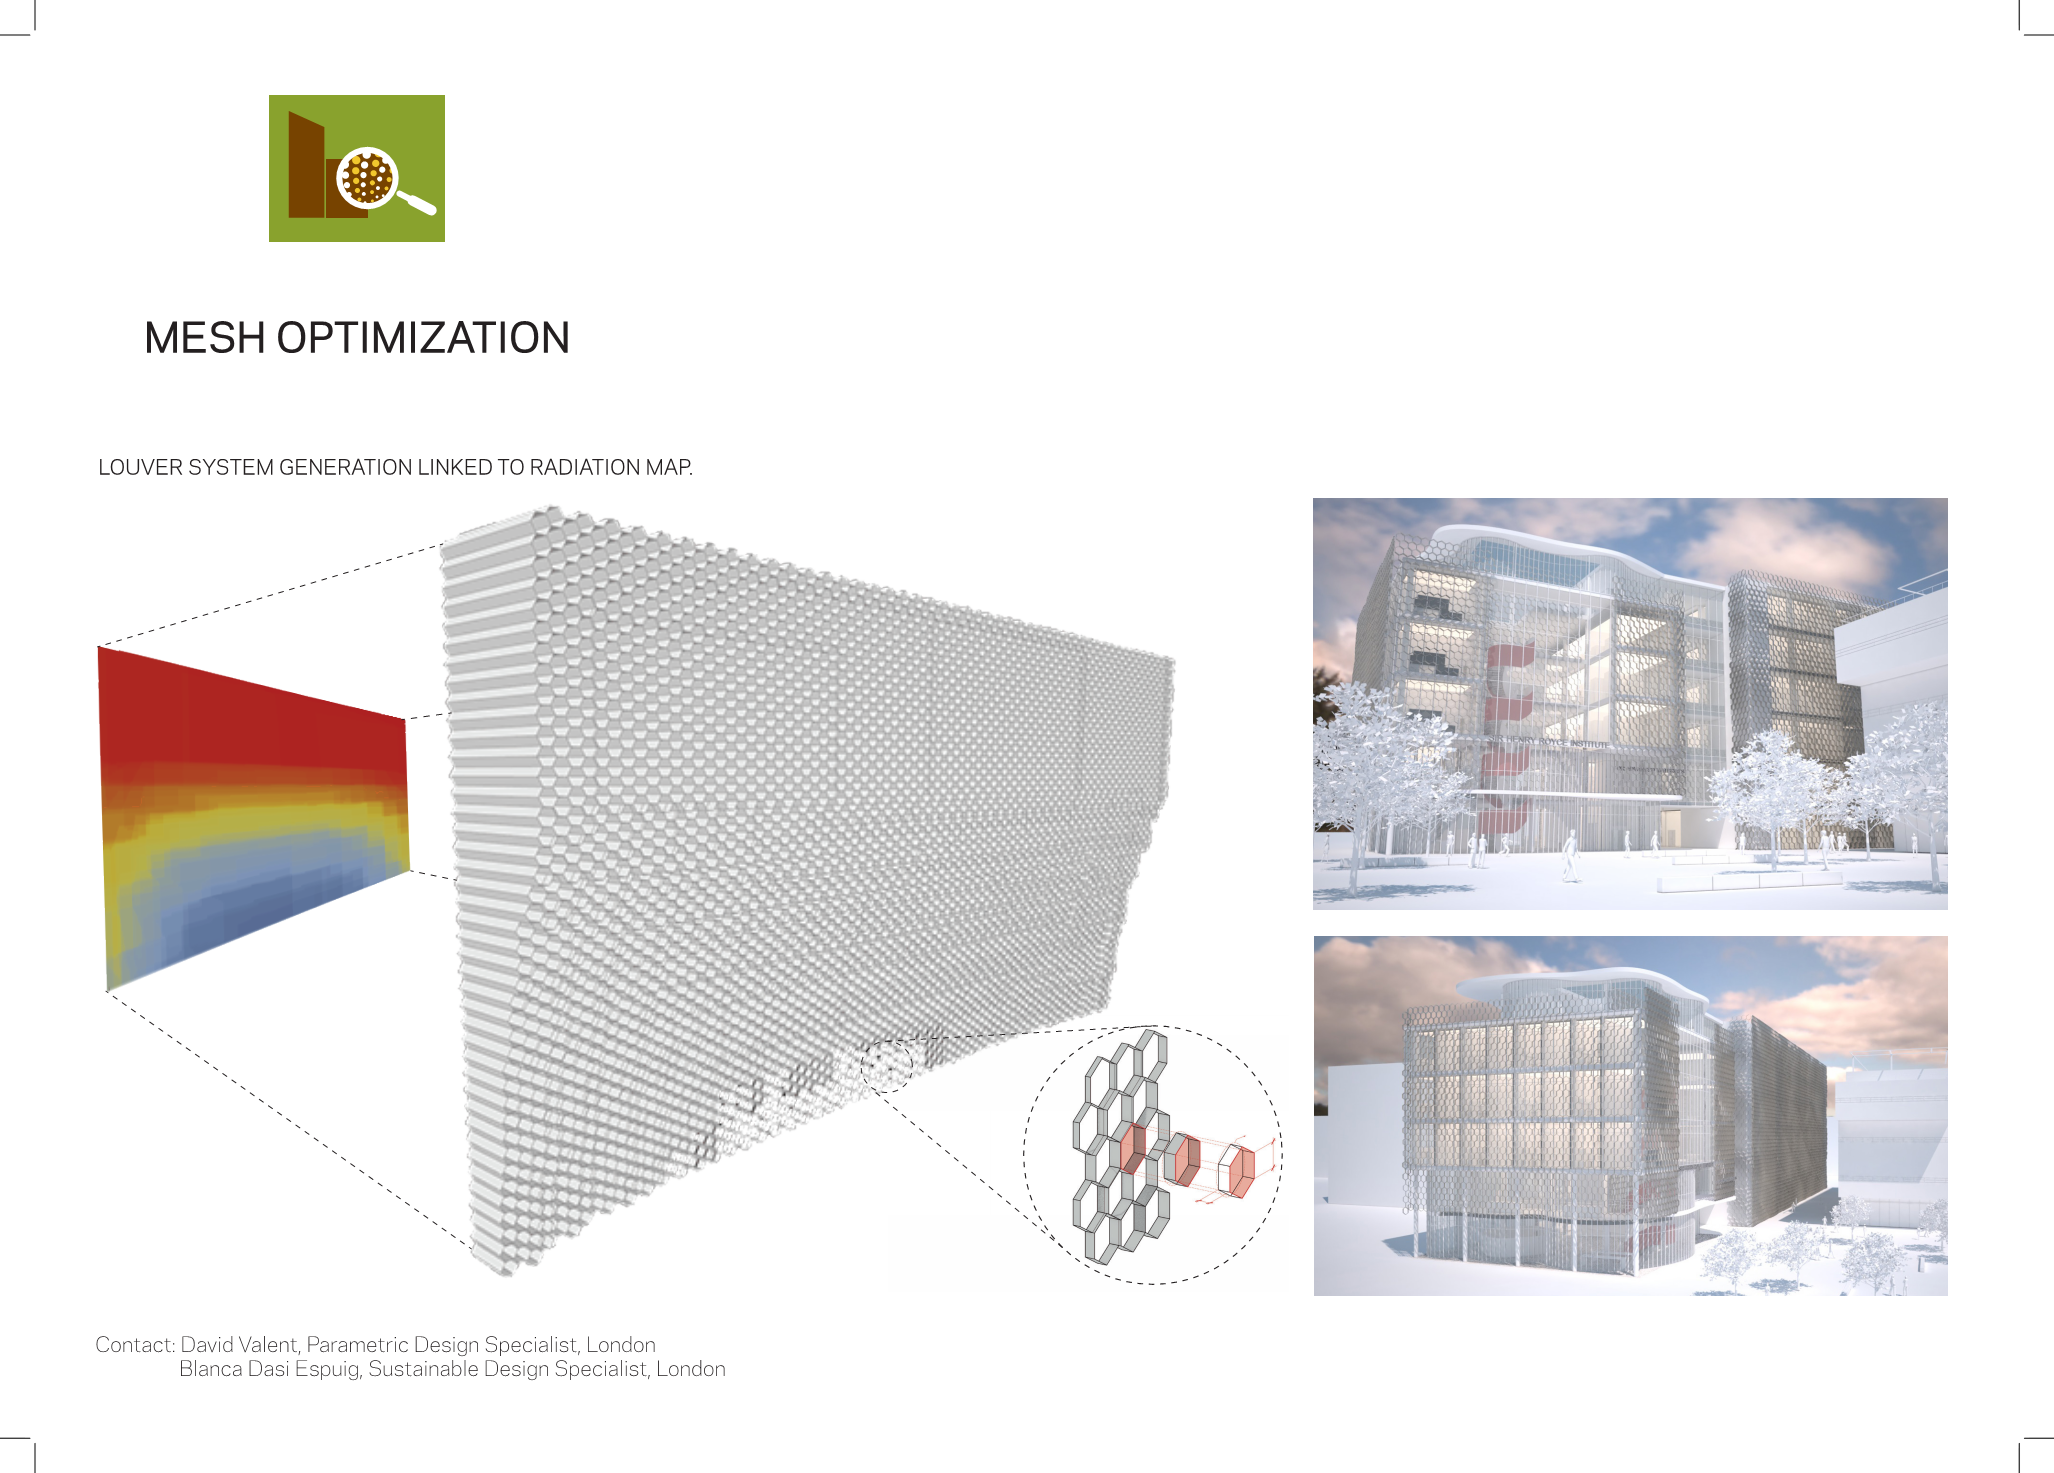 MESH OPTIMIZATION
LOUVER SYSTEM GENERATION LINKED TO RADIATION MAP.
SIR HENRY ROYCE INSTITUTE
Contact: David Valent, Parametric Design Specialist, London
Blanca Dasi Espuig, Sustainable Design Specialist, London